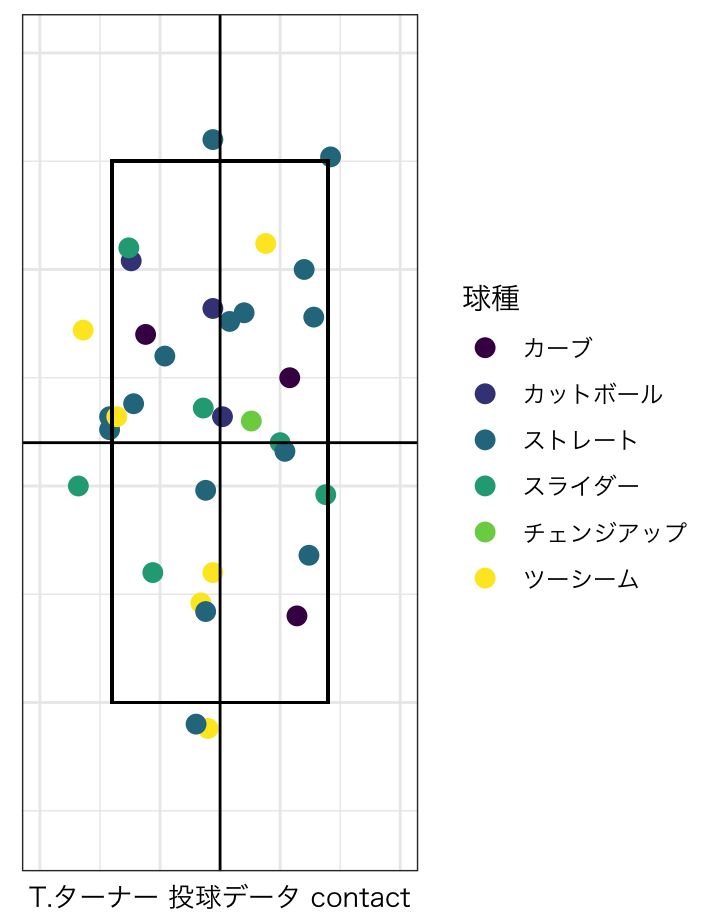 球種
カーブ
カットボール
ストレート
スライダー
チェンジアップ
ツーシーム
T.ターナー 投球データ contact